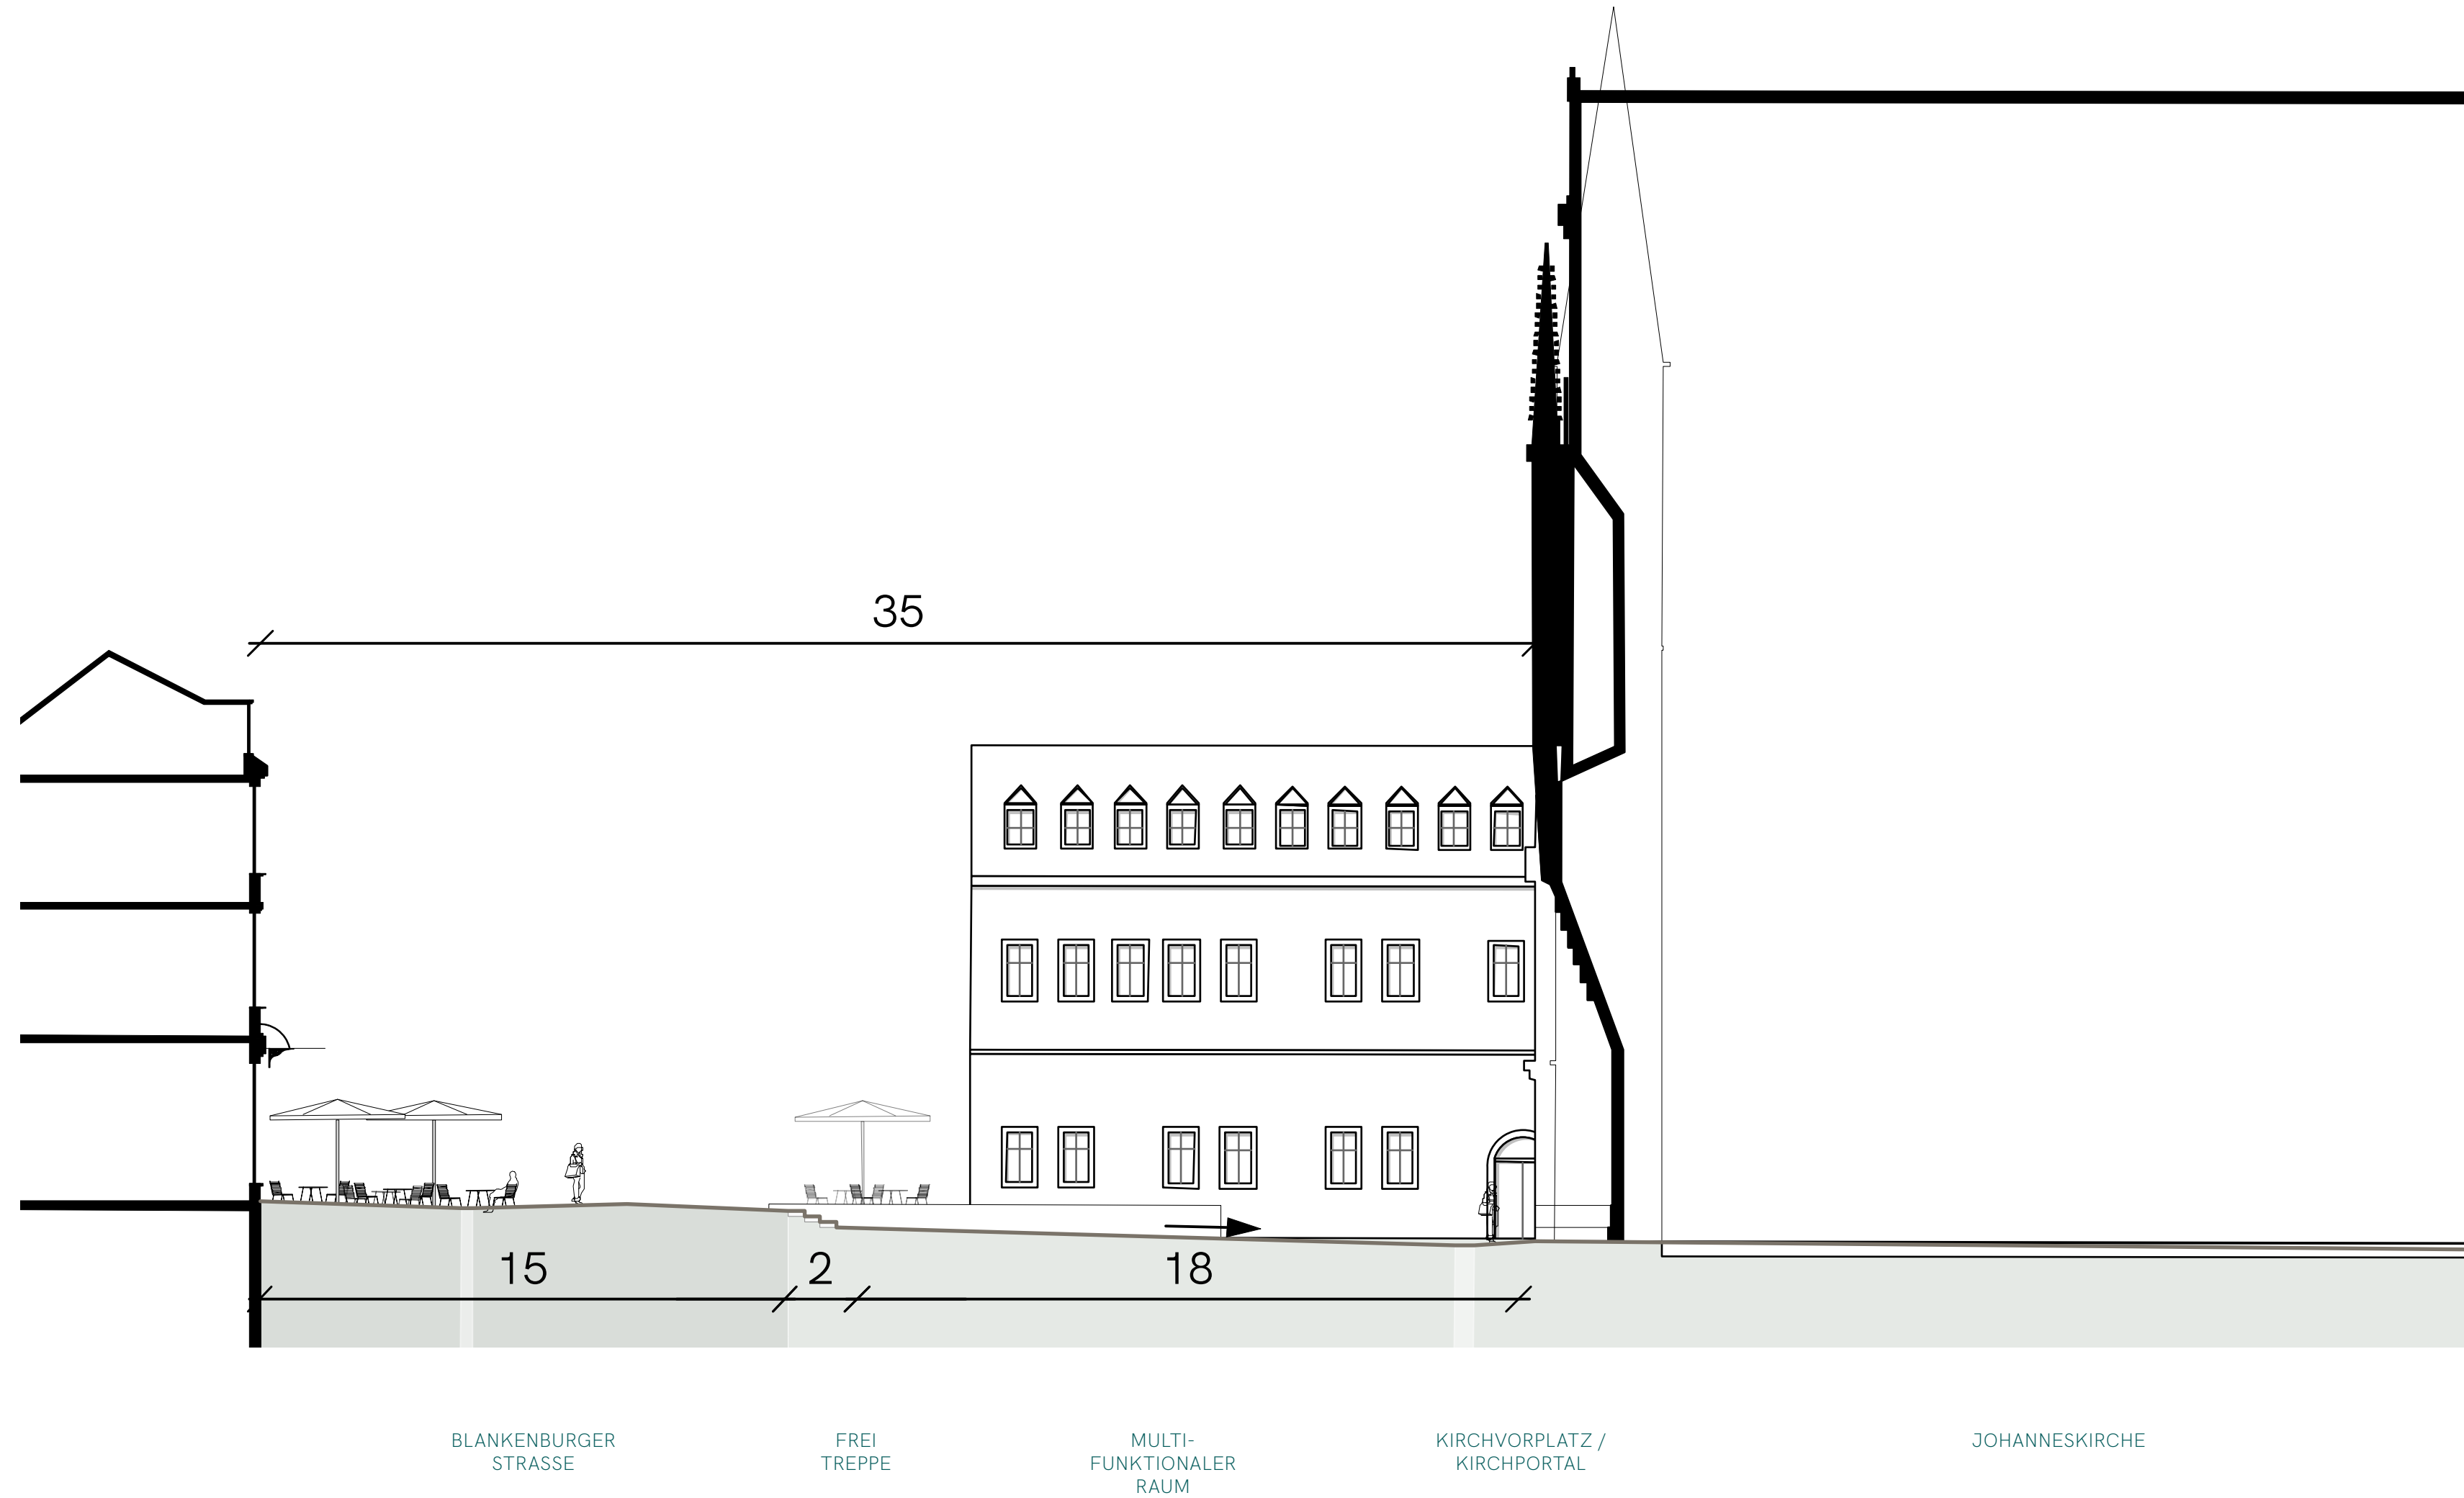 35
15
2
18
BLANKENBURGER
STRASSE
FREI
TREPPE
MULTI-
FUNKTIONALER
RAUM
KIRCHVORPLATZ /
KIRCHPORTAL
JOHANNESKIRCHE